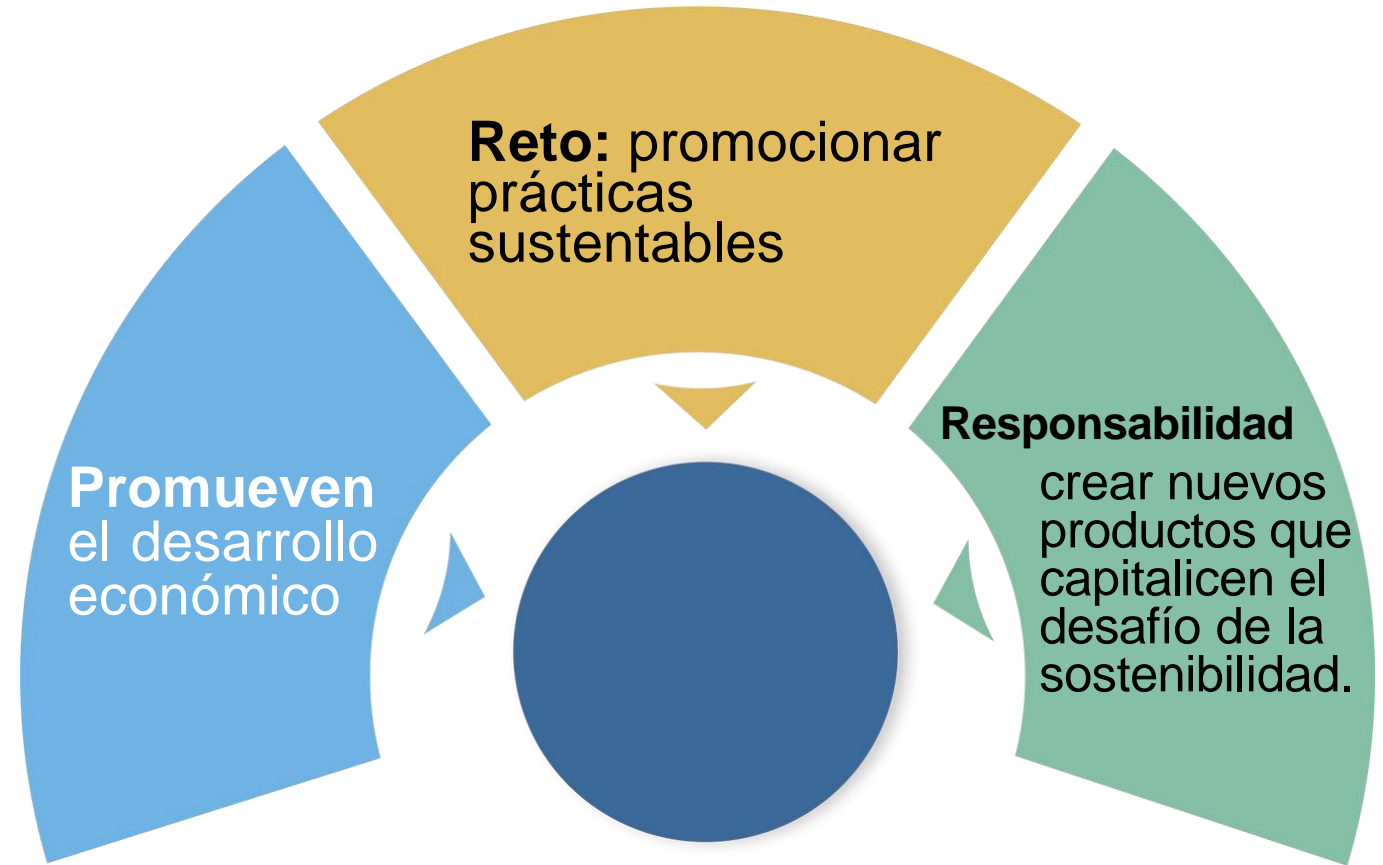 Promueven
el desarrollo
económico
Reto: promocionar
prácticas
sustentables
Responsabilidad
crear nuevos
productos que
capitalicen el
desafío de la
sostenibilidad.